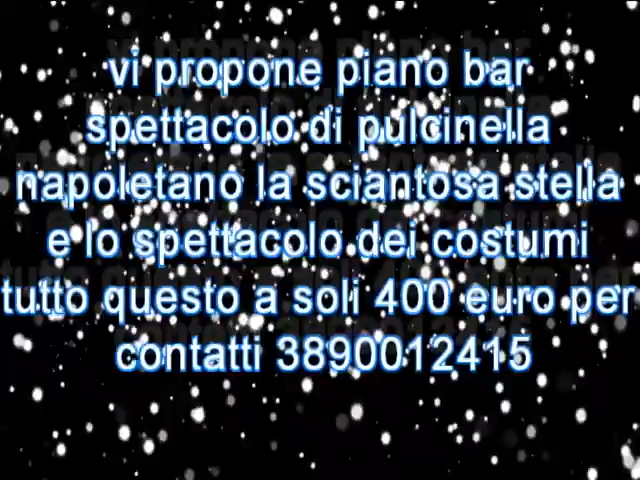 vi propone piano bar
spettacolo di pulcinella
napoletano la sciantosa stella
e lo spettacolo dei costumi
tutto questo a soli 400 euro per
contatti 3890012415